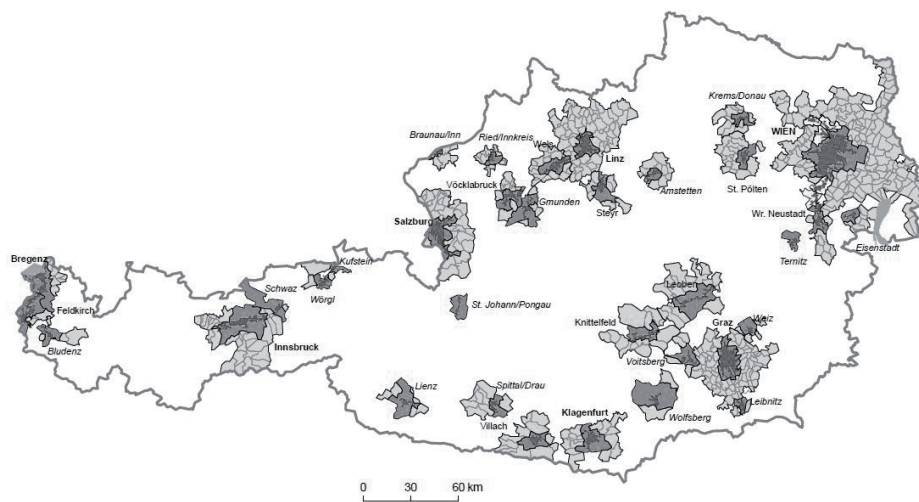 Krems/Donau
WIEN
Braunau/Inn
Ried/Innkreis
Wels
Linz
Vöcklabruck
Gmunden
Steyr
Amstetten
St. Pölten
Salzburg
Wr. Neustadt
Eisenstadt
Ternitz
Bregenz
Kufstein
Schwaz
Wörgl
Feldkirch
Bludenz
Innsbruck
St. Johann/Pongau
Leoben
Knittelfeld
Graz
Weiz
Voitsberg
Lienz
Spittal/Drau
Klagenfurt
Villach
Wolfsberg
Leibnitz
0 30 60 km